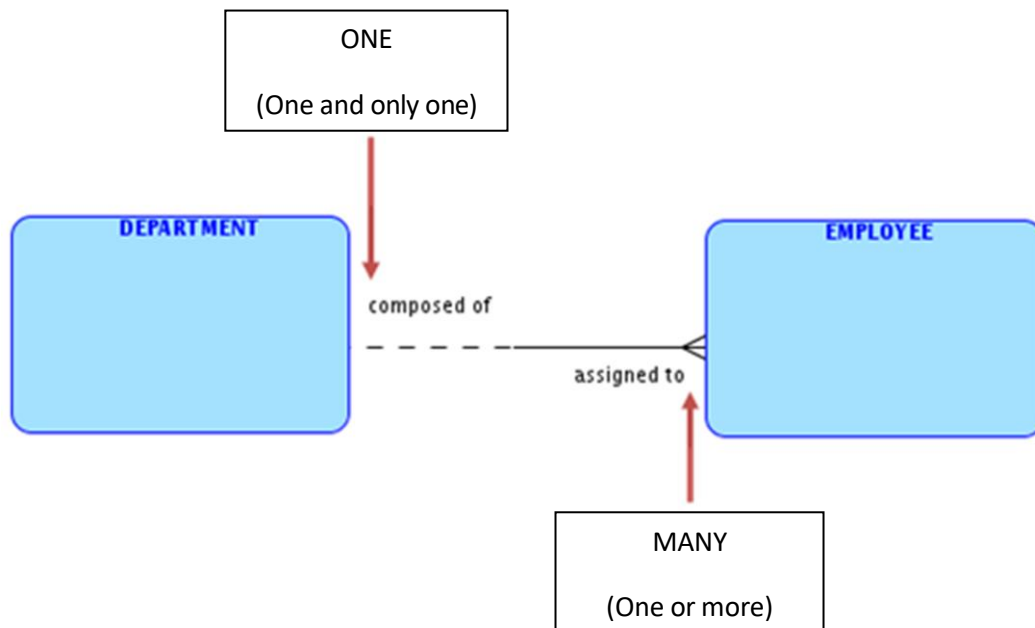 ONE
(One and only one)
DEPARTMENT
EMPLOYEE
composed of
assigned to
MANY
(One or more)